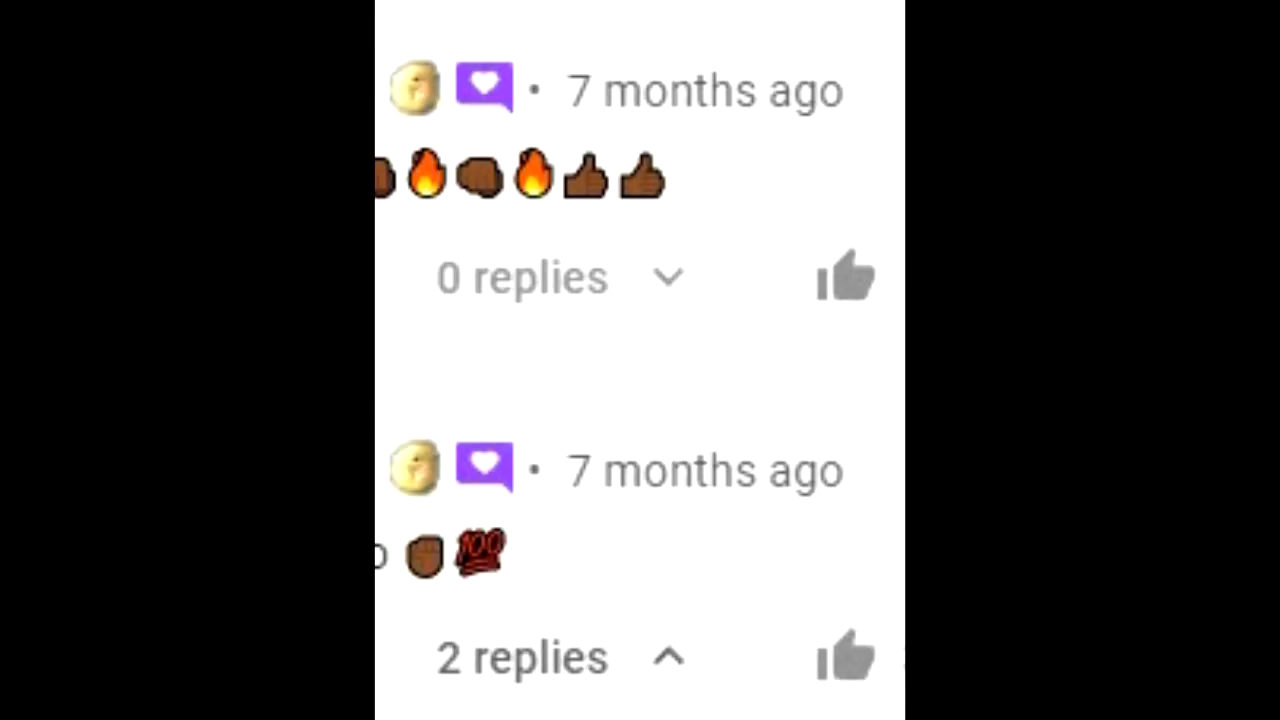 • 7 months ago
🔥🤜🏾🔥👍🏾👍🏾
0 replies
• 7 months ago
✊🏾💯
2 replies